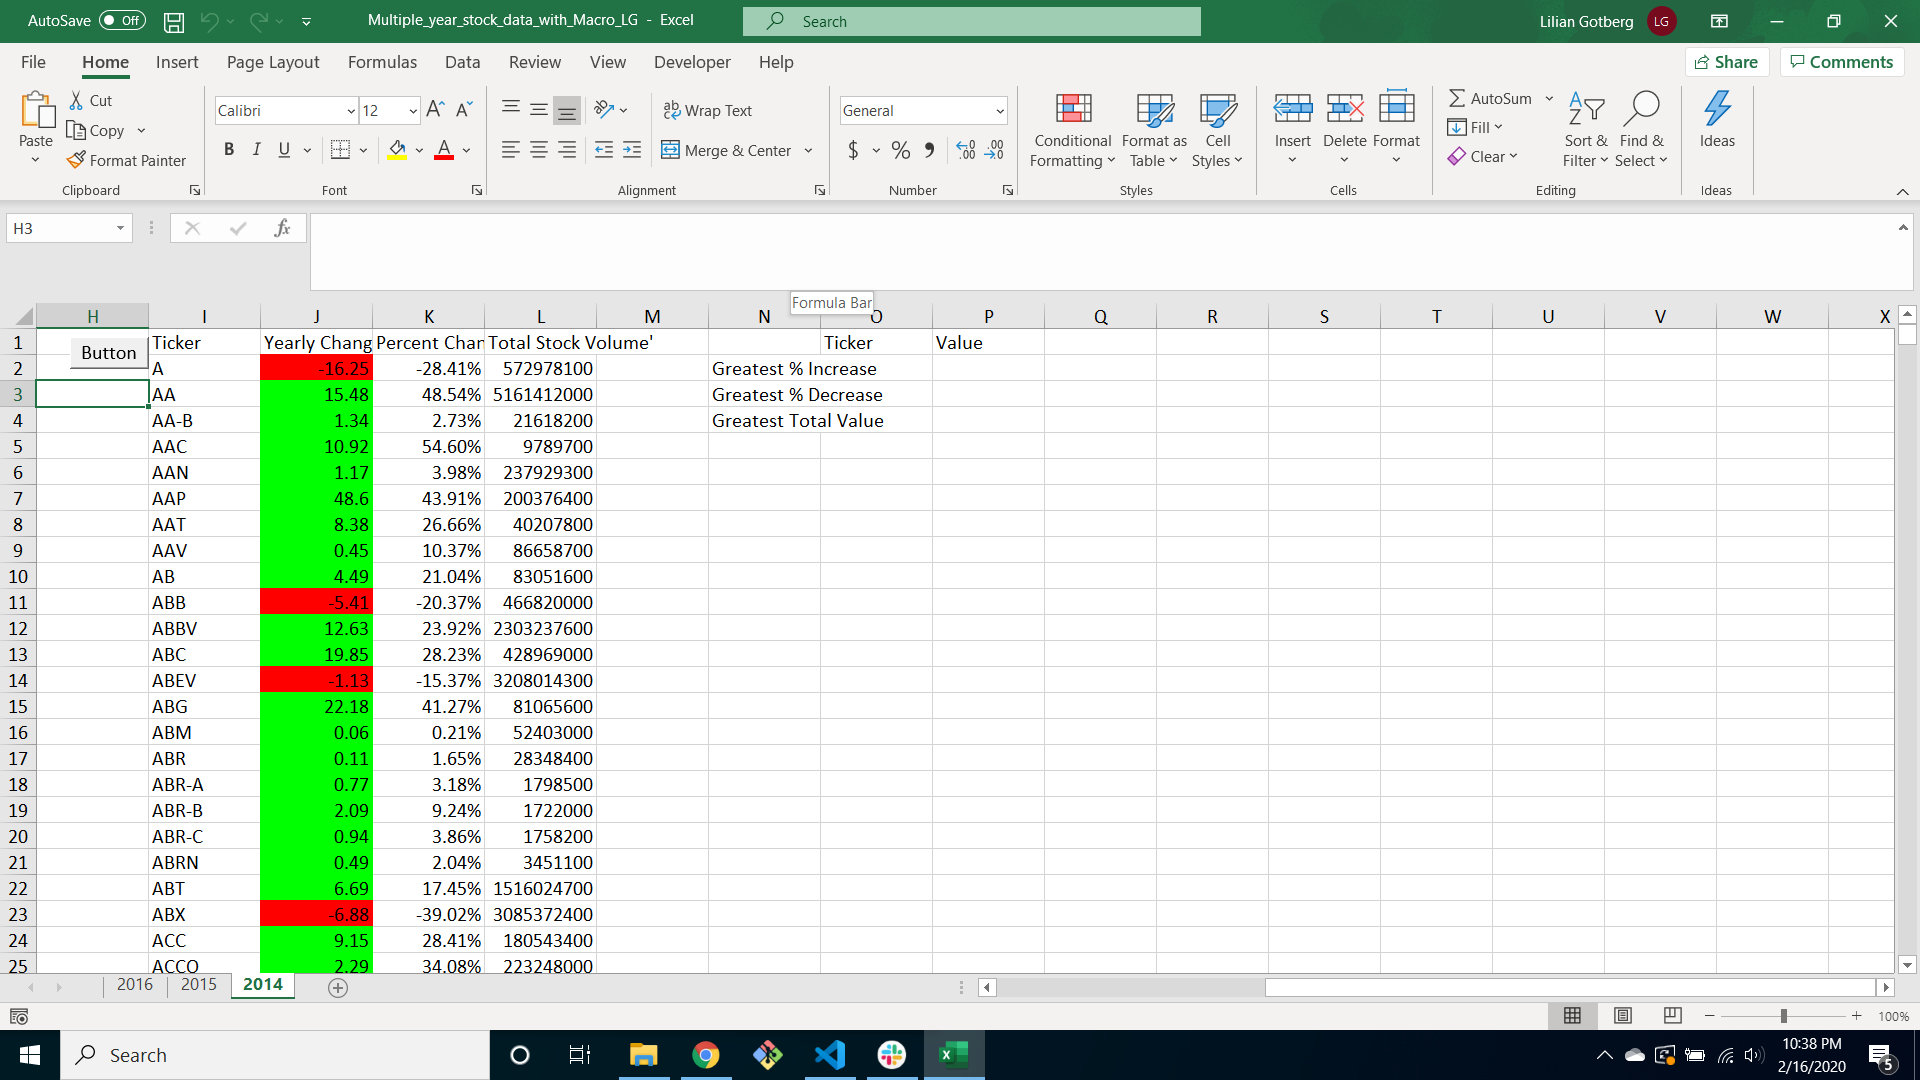 AutoSave Off Multiple_year_stock_data_with_Macro_LG - Excel Search Lilian Gotberg LG
File Home Insert Page Layout Formulas Data Review View Developer Help Share Comments
Paste Cut Copy Format Painter Clipboard
Calibri 12 B I U A A A Font
Wrap Text Merge & Center Alignment
General $ % Number
Conditional Formatting Format as Table Cell Styles Styles
Insert Delete Format Cells
AutoSum Fill Clear Sort & Filter Find & Select Editing
Ideas Ideas
H3 fx
Formula Bar
H I J K L M N O P Q R S T U V W X
1 Button Ticker Yearly Chang Percent Char Total Stock Volume' Ticker Value
2 A -16.25 -28.41% 572978100 Greatest % Increase
3 AA 15.48 48.54% 5161412000 Greatest % Decrease
4 AA-B 1.34 2.73% 21618200 Greatest Total Value
5 AAC 10.92 54.60% 9789700
6 AAN 1.17 3.98% 237929300
7 AAP 48.6 43.91% 200376400
8 AAT 8.38 26.66% 40207800
9 AAV 0.45 10.37% 86658700
10 AB 4.49 21.04% 83051600
11 ABB -5.41 -20.37% 466820000
12 ABBV 12.63 23.92% 2303237600
13 ABC 19.85 28.23% 428969000
14 ABEV -1.13 -15.37% 3208014300
15 ABG 22.18 41.27% 81065600
16 ABM 0.06 0.21% 52403000
17 ABR 0.11 1.65% 28348400
18 ABR-A 0.77 3.18% 1798500
19 ABR-B 2.09 9.24% 1722000
20 ABR-C 0.94 3.86% 1758200
21 ABRN 0.49 2.04% 3451100
22 ABT 6.69 17.45% 1516024700
23 ABX -6.88 -39.02% 3085372400
24 ACC 9.15 28.41% 180543400
25 ACCO 2.29 34.08% 223248000
2016 2015 2014
100%
Search 10:38 PM
2/16/2020 5